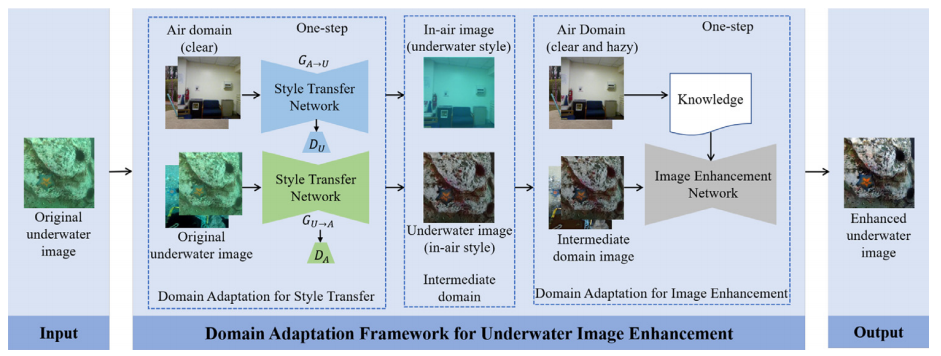 Original
underwater
image
Input
Air domain
(clear)
One-step
G_{A→U}
Style Transfer
Network
D_U
Style Transfer
Network
G_{U→A}
D_A
Original
underwater image
Domain Adaptation for Style Transfer
In-air image
(underwater style)
Underwater image
(in-air style)
Intermediate
domain
Air Domain
(clear and hazy)
One-step
Knowledge
Image Enhancement
Network
Intermediate
domain image
Domain Adaptation for Image Enhancement
Domain Adaptation Framework for Underwater Image Enhancement
Enhanced
underwater
image
Output